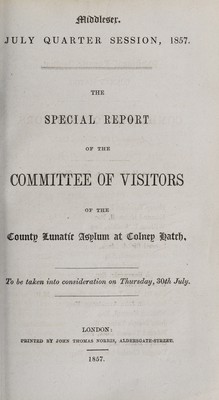 Middlesex.
JULY QUARTER SESSION, 1857.
THE
SPECIAL REPORT
OF THE
COMMITTEE OF VISITORS
OF THE
County Lunatic Asylum at Colney Hatch.
To be taken into consideration on Thursday, 30th July.
LONDON:
PRINTED BY JOHN THOMAS NORRIS, ALDERSGATE-STREET.
1857.